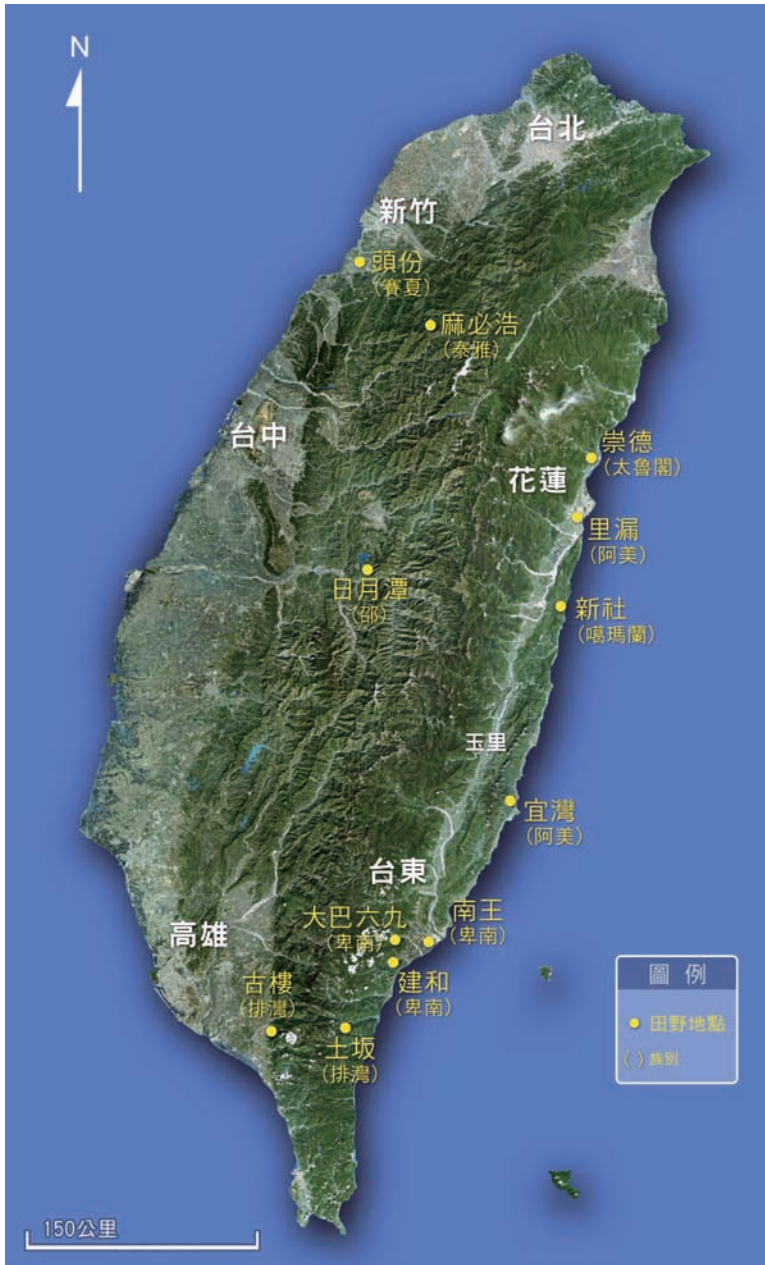 N
台北
新竹
頭份
(賽夏)
麻必浩
(泰雅)
台中
崇德
(太魯閣)
花蓮
里漏
(阿美)
日月潭
(邵)
新社
(噶瑪蘭)
玉里
宜灣
(阿美)
台東
大巴六九
(卑南)
南王
(卑南)
高雄
建和
(卑南)
古樓
(排灣)
土坂
(排灣)
圖 例
田野地點
( ) 族別
150公里